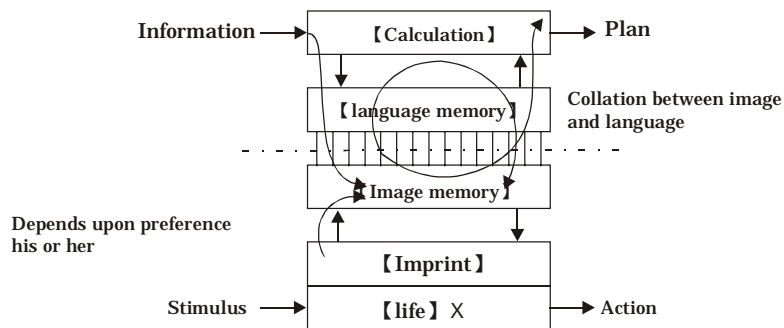 Information
【Calculation】
Plan
【language memory】
Collation between image
and language
【Image memory】
Depends upon preference
his or her
【Imprint】
Stimulus
【life】X
Action